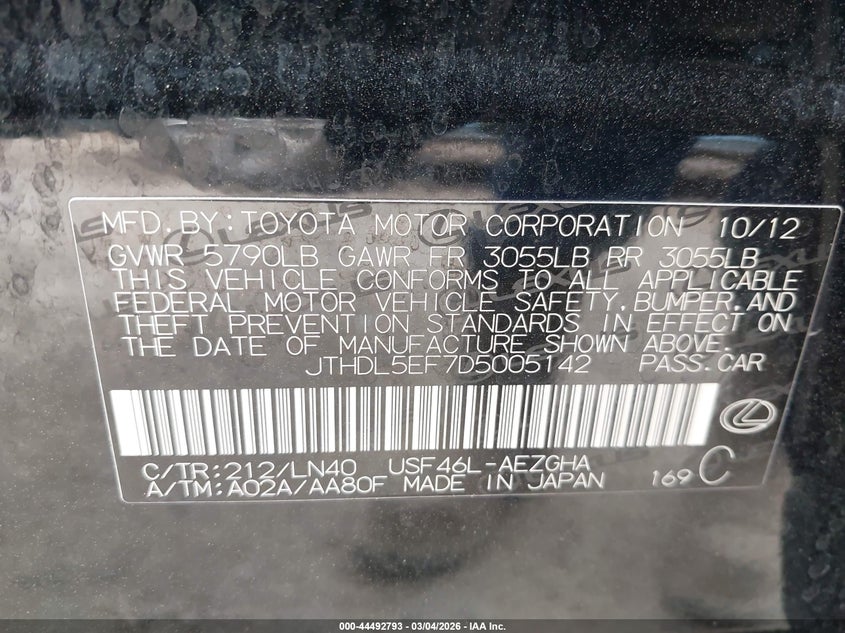 MFD. BY: TOYOTA MOTOR CORPORATION 10/12
GVWR 5790LB GAWR FR 3055LB RR 3055LB
THIS VEHICLE CONFORMS TO ALL APPLICABLE
FEDERAL MOTOR VEHICLE SAFETY, BUMPER, AND
THEFT PREVENTION STANDARDS IN EFFECT ON
THE DATE OF MANUFACTURE SHOWN ABOVE.
JTHDL5EF7D5005142 PASS. CAR
C/TR: 212/LN40 USF46L-AEZGHA
A/TM: A02A/AA80F MADE IN JAPAN 169 C
000-44492793 - 03/04/2026 - IAA Inc.